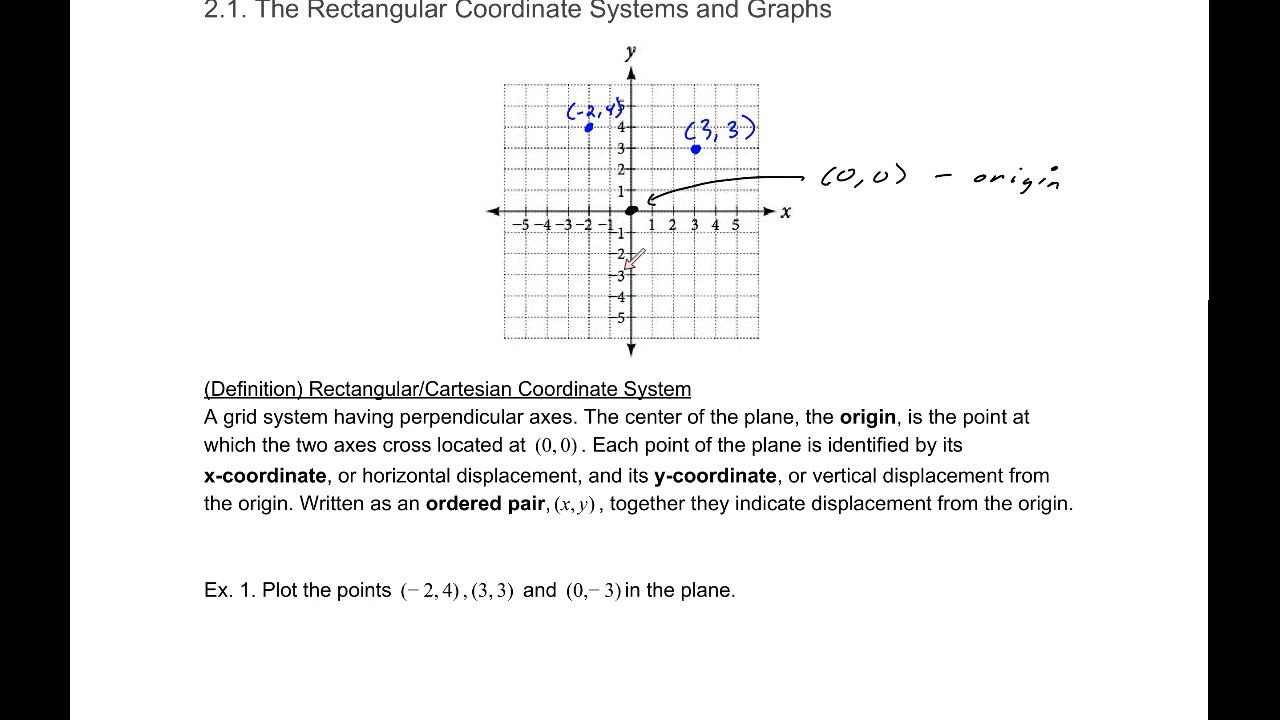 2.1. The Rectangular Coordinate Systems and Graphs
y
(-2,4)
5
4
(3, 3)
3
2
(0,0) - origin
1
x
−5 −4 −3 −2 −1 1 2 3 4 5
−1
−2
−3
−4
−5
(Definition) Rectangular/Cartesian Coordinate System
A grid system having perpendicular axes. The center of the plane, the origin, is the point at
which the two axes cross located at (0, 0). Each point of the plane is identified by its
x-coordinate, or horizontal displacement, and its y-coordinate, or vertical displacement from
the origin. Written as an ordered pair, (x, y), together they indicate displacement from the origin.
Ex. 1. Plot the points (− 2, 4), (3, 3) and (0,− 3) in the plane.